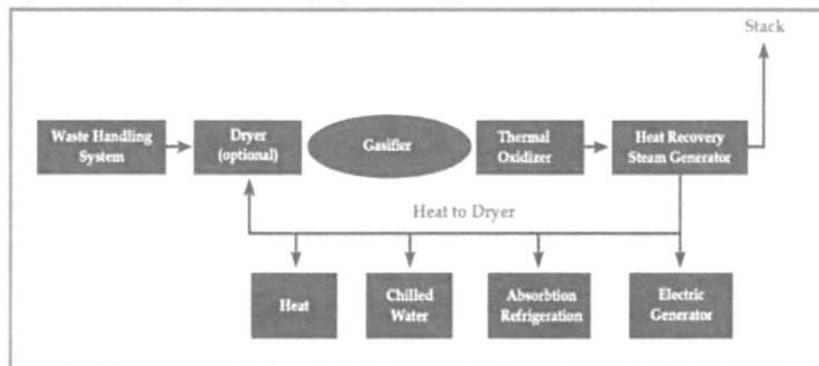 Stack
Waste Handling
System
Dryer
(optional)
Gasifier
Thermal
Oxidizer
Heat Recovery
Steam Generator
Heat to Dryer
Heat
Chilled
Water
Absorbtion
Refrigeration
Electric
Generator